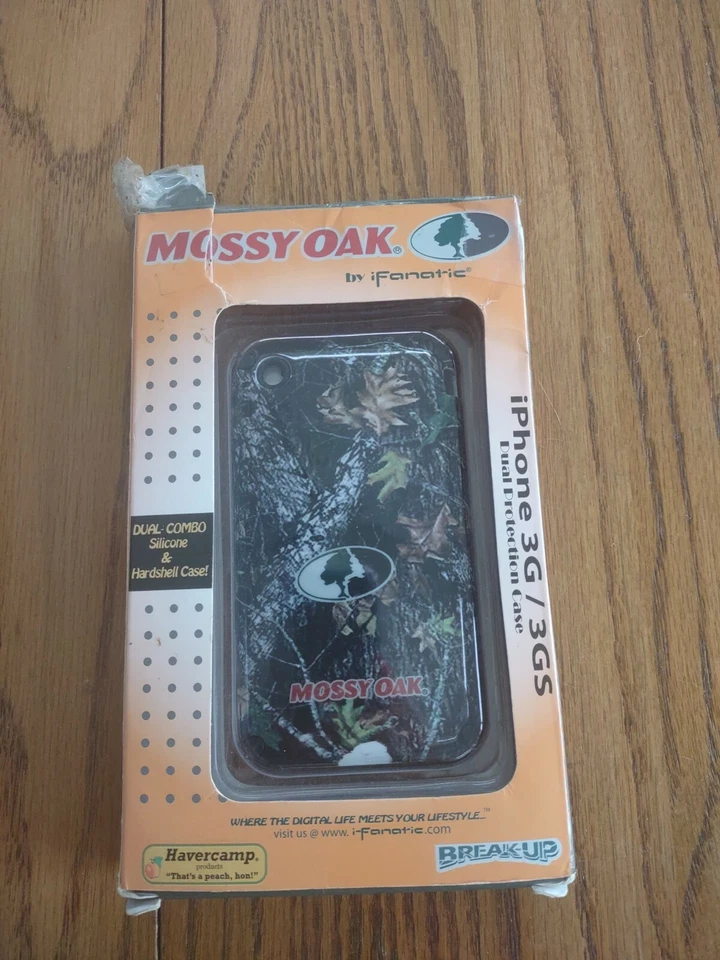 MOSSY OAK®
by iFanatic®
iPhone 3G / 3GS
Dual Protection Case
DUAL-COMBO
Silicone
&
Hardshell Case!
MOSSY OAK®
WHERE THE DIGITAL LIFE MEETS YOUR LIFESTYLE...™
visit us @ www. i-Fanatic.com
Havercamp®
products
"That's a peach, hon!"
BREAK-UP